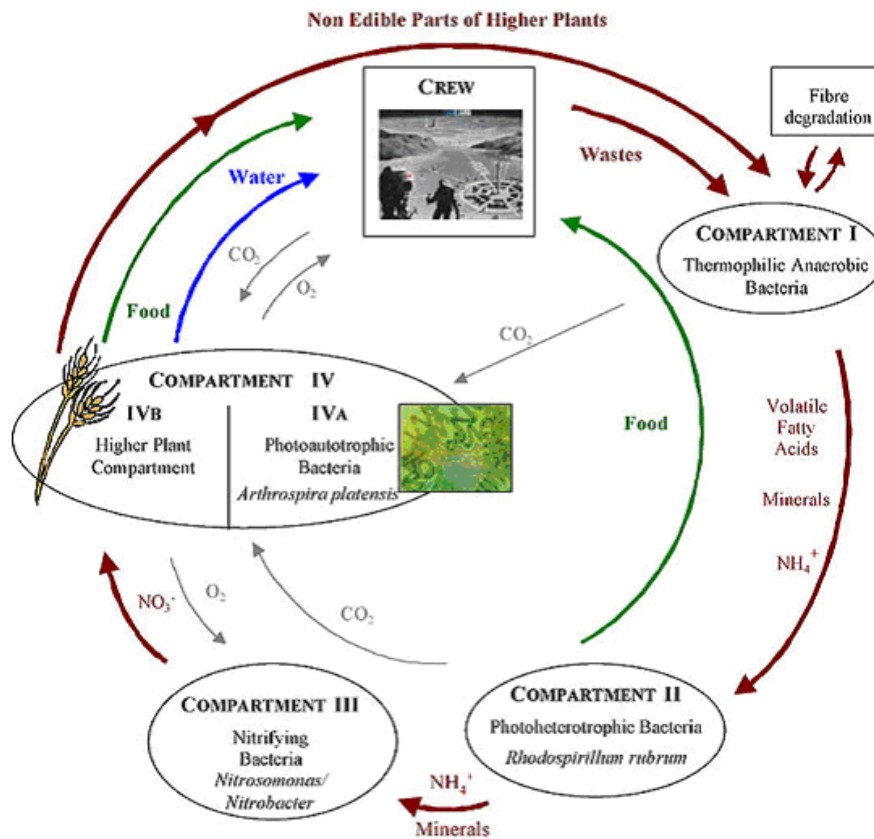 Non Edible Parts of Higher Plants
CREW
Fibre
degradation
Wastes
Water
CO₂
O₂
Food
COMPARTMENT I
Thermophilic Anaerobic
Bacteria
CO₂
COMPARTMENT IV
IVB
Higher Plant
Compartment
IVA
Photoautotrophic
Bacteria
Arthrospira platensis
Food
Volatile
Fatty
Acids
Minerals
NH₄⁺
NO₃⁻
O₂
CO₂
COMPARTMENT III
Nitrifying
Bacteria
Nitrosomonas/
Nitrobacter
COMPARTMENT II
Photoheterotrophic Bacteria
Rhodospirillum rubrum
NH₄⁺
Minerals